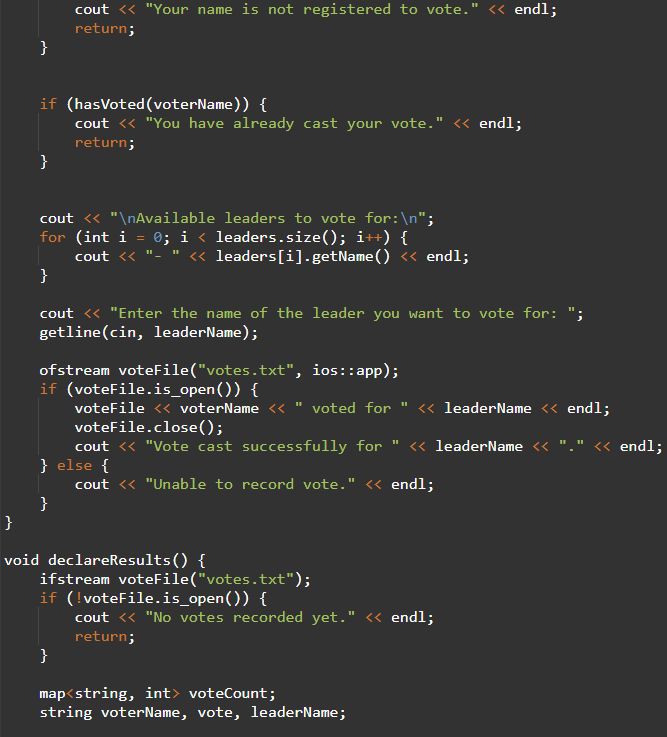 cout << "Your name is not registered to vote." << endl;
return;
}
if (hasVoted(voterName)) {
cout << "You have already cast your vote." << endl;
return;
}
cout << "\nAvailable leaders to vote for:\n";
for (int i = 0; i < leaders.size(); i++) {
cout << "- " << leaders[i].getName() << endl;
}
cout << "Enter the name of the leader you want to vote for: ";
getline(cin, leaderName);
ofstream voteFile("votes.txt", ios::app);
if (voteFile.is_open()) {
voteFile << voterName << " voted for " << leaderName << endl;
voteFile.close();
cout << "Vote cast successfully for " << leaderName << "." << endl;
} else {
cout << "Unable to record vote." << endl;
}
}
void declareResults() {
ifstream voteFile("votes.txt");
if (!voteFile.is_open()) {
cout << "No votes recorded yet." << endl;
return;
}
map<string, int> voteCount;
string voterName, vote, leaderName;